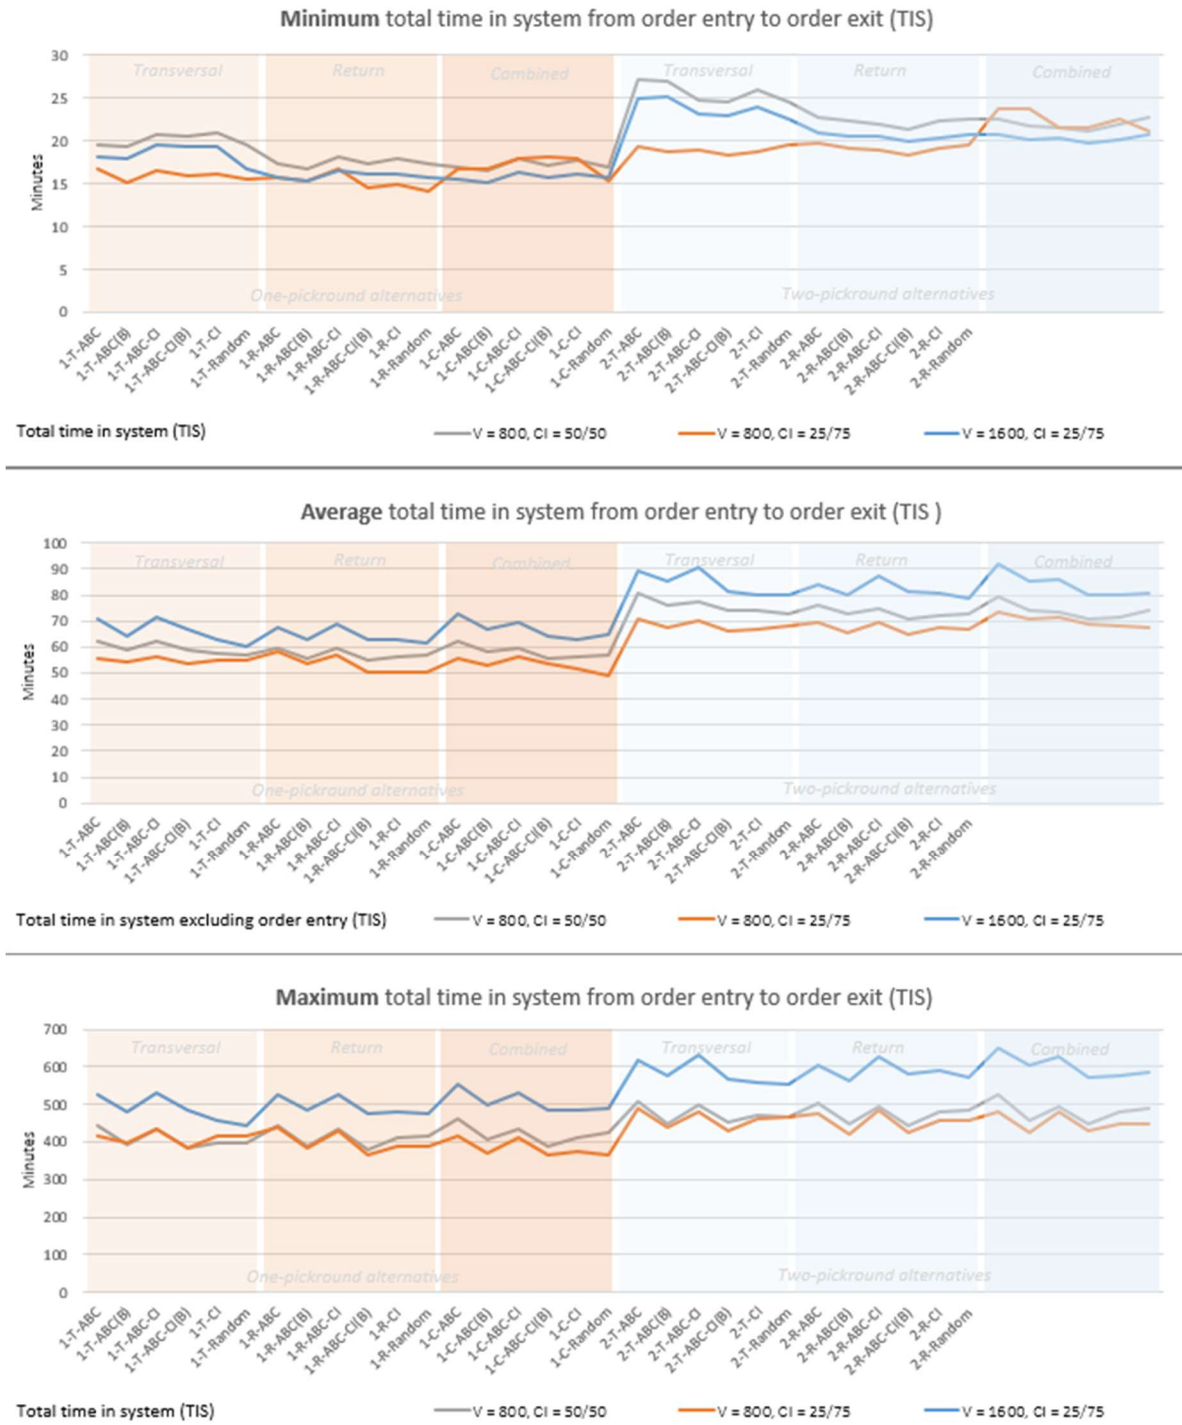 Minimum total time in system from order entry to order exit (TIS)
30
25
20
15
10
5
0
Minutes
Transversal Return Combined Transversal Return Combined
One-pickround alternatives Two-pickround alternatives
1-T-ABC 1-T-ABC(B) 1-T-ABC-CI 1-T-ABC-CI(B) 1-T-CI 1-T-Random 1-R-ABC 1-R-ABC(B) 1-R-ABC-CI 1-R-ABC-CI(B) 1-R-CI 1-R-Random 1-C-ABC 1-C-ABC(B) 1-C-ABC-CI 1-C-ABC-CI(B) 1-C-CI 1-C-Random 2-T-ABC 2-T-ABC(B) 2-T-ABC-CI 2-T-ABC-CI(B) 2-T-CI 2-T-Random 2-R-ABC 2-R-ABC(B) 2-R-ABC-CI 2-R-ABC-CI(B) 2-R-CI 2-R-Random
Total time in system (TIS) V = 800, CI = 50/50 V = 800, CI = 25/75 V = 1600, CI = 25/75
Average total time in system from order entry to order exit (TIS )
100
90
80
70
60
50
40
30
20
10
0
Minutes
Transversal Return Combined Transversal Return Combined
One-pickround alternatives Two-pickround alternatives
1-T-ABC 1-T-ABC(B) 1-T-ABC-CI 1-T-ABC-CI(B) 1-T-CI 1-T-Random 1-R-ABC 1-R-ABC(B) 1-R-ABC-CI 1-R-ABC-CI(B) 1-R-CI 1-R-Random 1-C-ABC 1-C-ABC(B) 1-C-ABC-CI 1-C-ABC-CI(B) 1-C-CI 1-C-Random 2-T-ABC 2-T-ABC(B) 2-T-ABC-CI 2-T-ABC-CI(B) 2-T-CI 2-T-Random 2-R-ABC 2-R-ABC(B) 2-R-ABC-CI 2-R-ABC-CI(B) 2-R-CI 2-R-Random
Total time in system excluding order entry (TIS) V = 800, CI = 50/50 V = 800, CI = 25/75 V = 1600, CI = 25/75
Maximum total time in system from order entry to order exit (TIS)
700
600
500
400
300
200
100
0
Minutes
Transversal Return Combined Transversal Return Combined
One-pickround alternatives Two-pickround alternatives
1-T-ABC 1-T-ABC(B) 1-T-ABC-CI 1-T-ABC-CI(B) 1-T-CI 1-T-Random 1-R-ABC 1-R-ABC(B) 1-R-ABC-CI 1-R-ABC-CI(B) 1-R-CI 1-R-Random 1-C-ABC 1-C-ABC(B) 1-C-ABC-CI 1-C-ABC-CI(B) 1-C-CI 1-C-Random 2-T-ABC 2-T-ABC(B) 2-T-ABC-CI 2-T-ABC-CI(B) 2-T-CI 2-T-Random 2-R-ABC 2-R-ABC(B) 2-R-ABC-CI 2-R-ABC-CI(B) 2-R-CI 2-R-Random
Total time in system (TIS) V = 800, CI = 50/50 V = 800, CI = 25/75 V = 1600, CI = 25/75